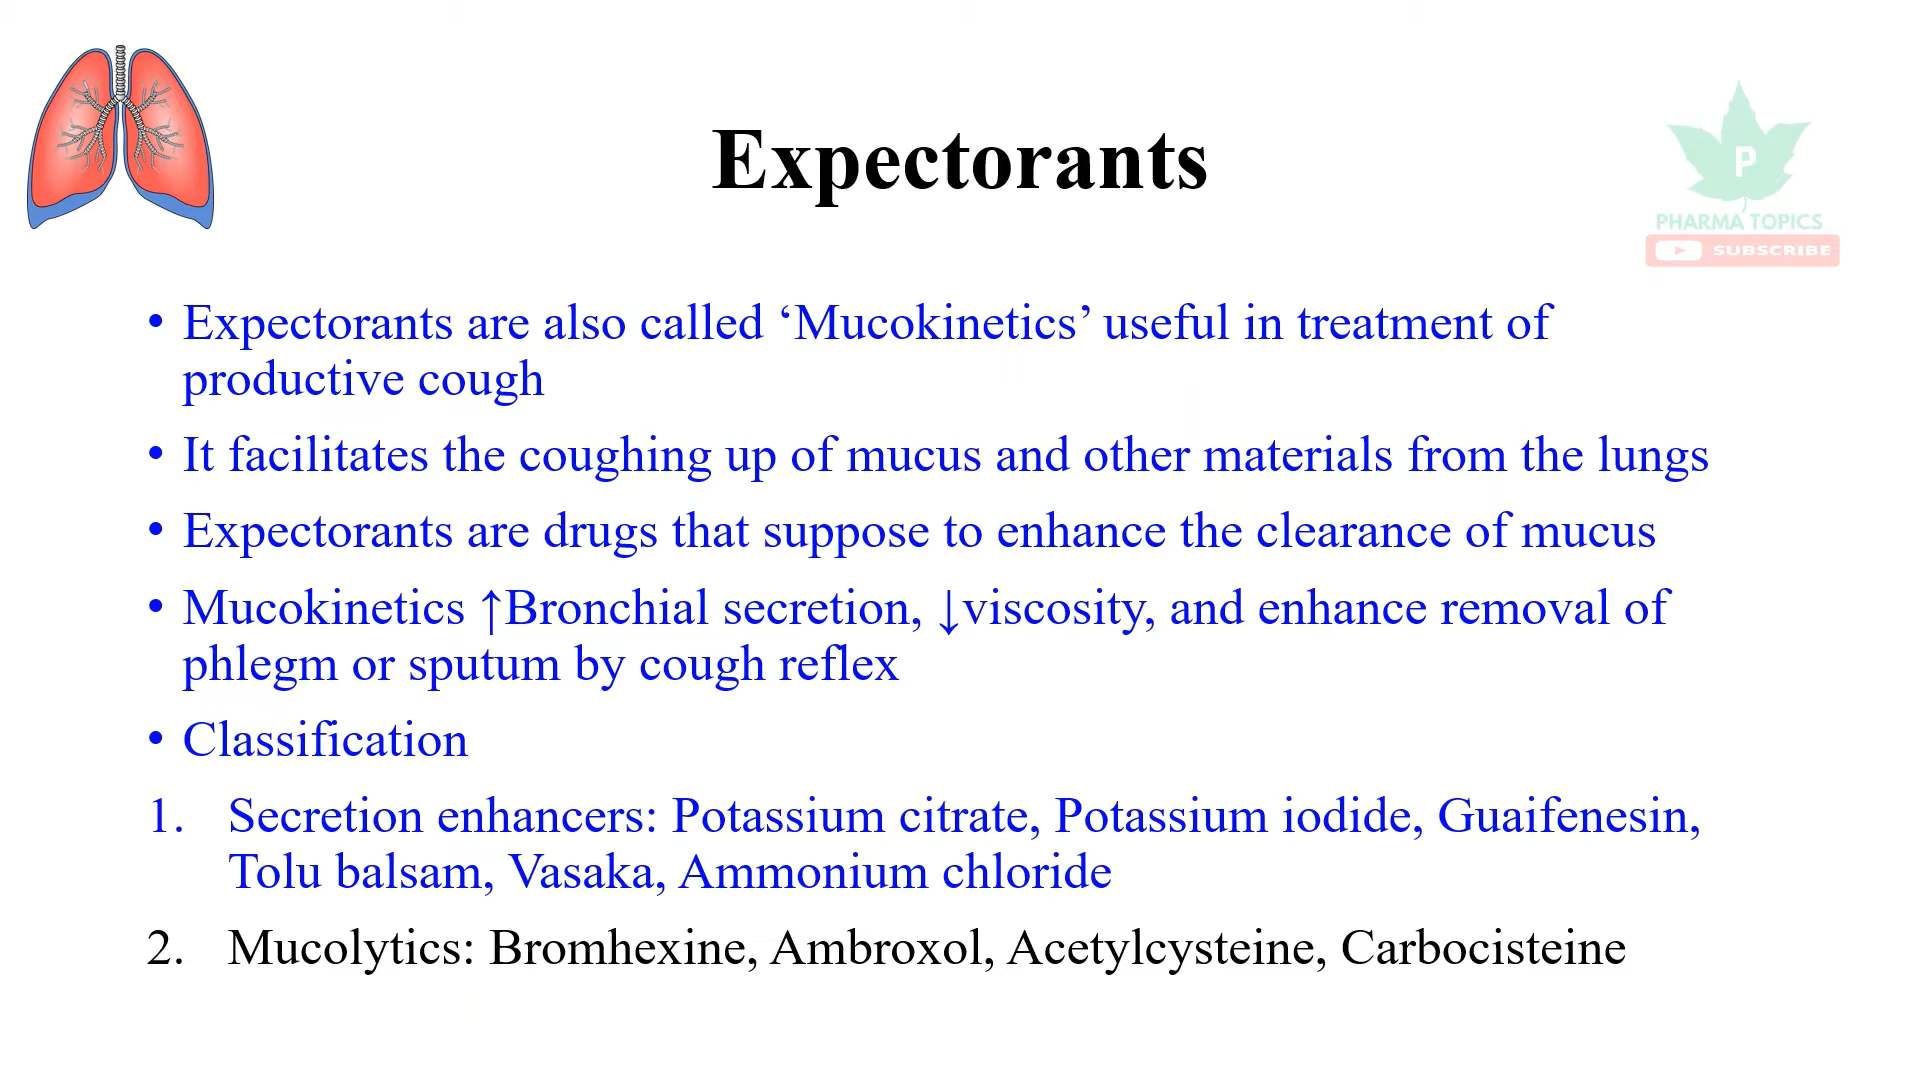 Expectorants
P
PHARMA TOPICS
SUBSCRIBE
• Expectorants are also called ‘Mucokinetics’ useful in treatment of
productive cough
• It facilitates the coughing up of mucus and other materials from the lungs
• Expectorants are drugs that suppose to enhance the clearance of mucus
• Mucokinetics ↑Bronchial secretion, ↓viscosity, and enhance removal of
phlegm or sputum by cough reflex
• Classification
1. Secretion enhancers: Potassium citrate, Potassium iodide, Guaifenesin,
Tolu balsam, Vasaka, Ammonium chloride
2. Mucolytics: Bromhexine, Ambroxol, Acetylcysteine, Carbocisteine